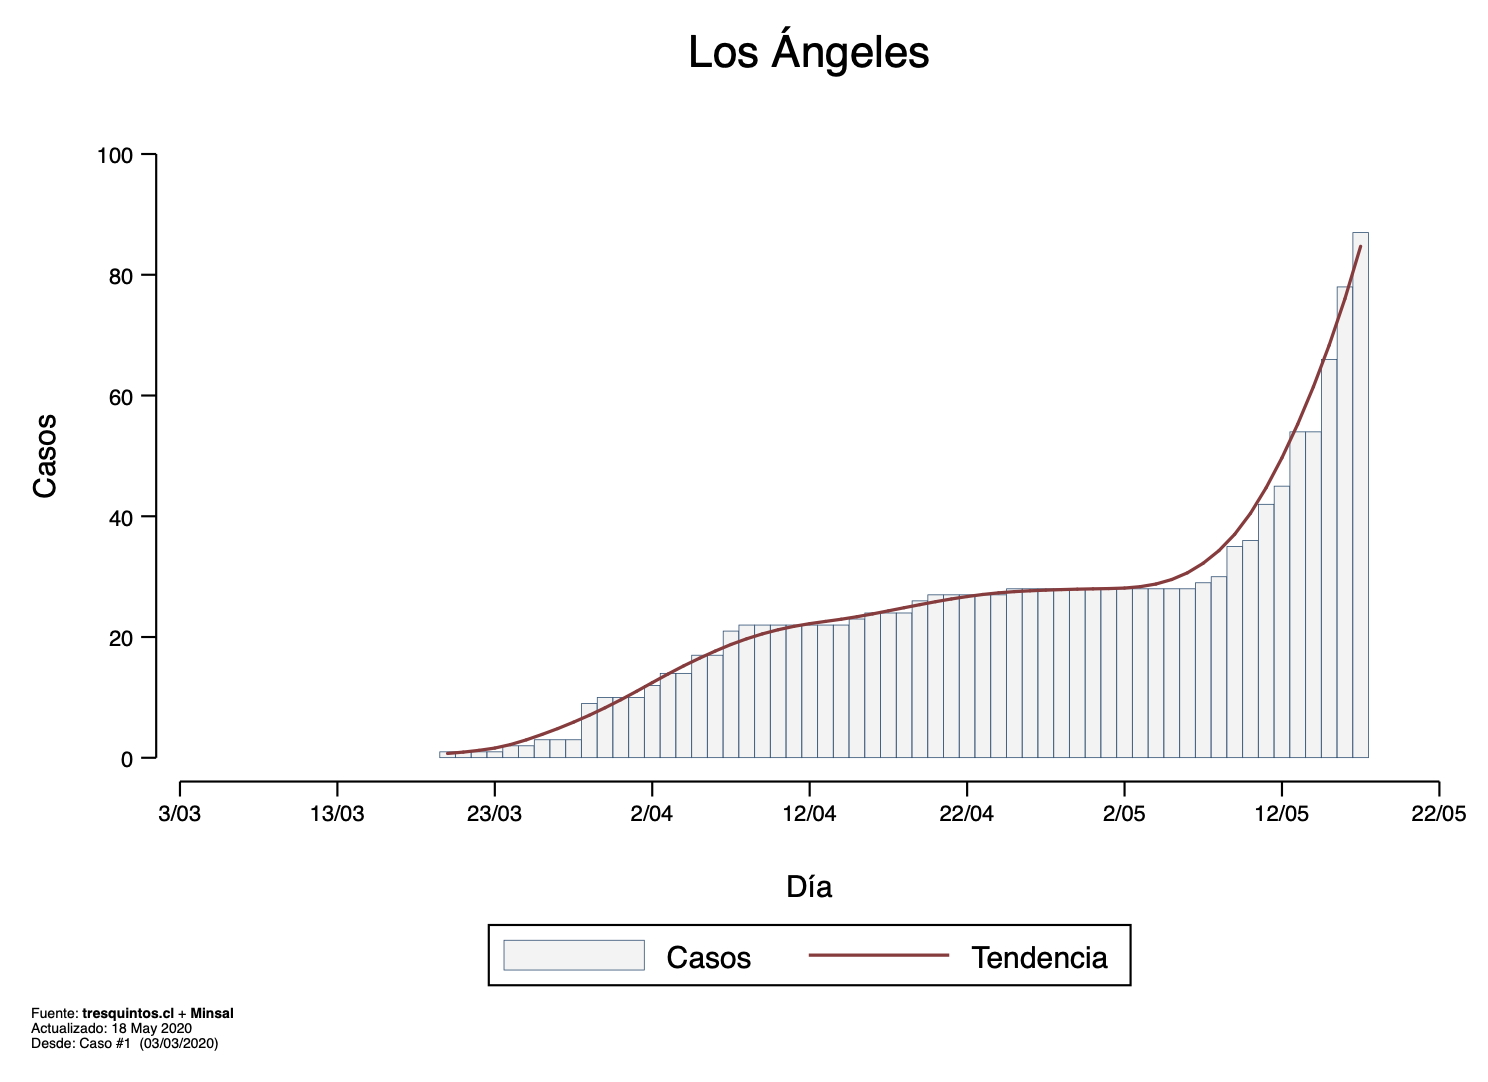 Los Ángeles
100
80
60
40
20
0
Casos
3/03 13/03 23/03 2/04 12/04 22/04 2/05 12/05 22/05
Día
Casos Tendencia
Fuente: tresquintos.cl + Minsal
Actualizado: 18 May 2020
Desde: Caso #1 (03/03/2020)